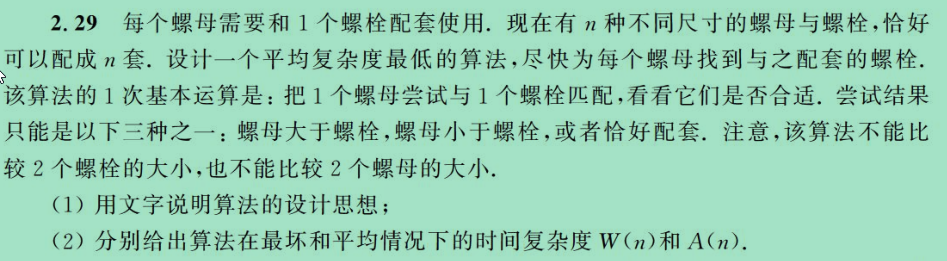 2.29 每个螺母需要和 1 个螺栓配套使用. 现在有 n 种不同尺寸的螺母与螺栓,恰好
可以配成 n 套. 设计一个平均复杂度最低的算法,尽快为每个螺母找到与之配套的螺栓.
该算法的 1 次基本运算是:把 1 个螺母尝试与 1 个螺栓匹配,看看它们是否合适. 尝试结果
只能是以下三种之一:螺母大于螺栓,螺母小于螺栓,或者恰好配套. 注意,该算法不能比
较 2 个螺栓的大小,也不能比较 2 个螺母的大小.
(1) 用文字说明算法的设计思想;
(2) 分别给出算法在最坏和平均情况下的时间复杂度 W(n)和 A(n).